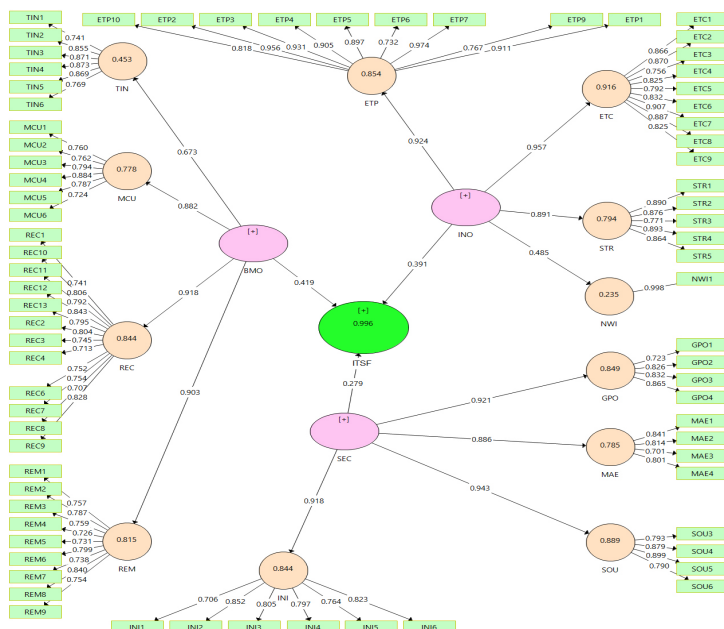 TIN1
TIN2
TIN3
TIN4
TIN5
TIN6
0.741
0.855
0.871
0.873
0.869
0.769
0.453
TIN
ETP10
ETP2
ETP3
ETP4
ETP5
ETP6
ETP7
ETP9
ETP1
0.818
0.956
0.931
0.905
0.897
0.732
0.974
0.767
0.911
0.854
ETP
ETC1
ETC2
ETC3
ETC4
ETC5
ETC6
ETC7
ETC8
ETC9
0.866
0.870
0.756
0.825
0.792
0.832
0.907
0.887
0.825
0.916
ETC
MCU1
MCU2
MCU3
MCU4
MCU5
MCU6
0.760
0.762
0.794
0.884
0.787
0.724
0.778
MCU
0.673
0.882
0.924
0.957
[+]
INO
0.891
0.485
0.391
STR1
STR2
STR3
STR4
STR5
0.890
0.876
0.771
0.893
0.864
0.794
STR
NWI1
0.998
0.235
NWI
[+]
BMO
0.419
0.918
0.903
REC1
REC10
REC11
REC12
REC13
REC2
REC3
REC4
REC6
REC7
REC8
REC9
0.741
0.806
0.792
0.843
0.795
0.804
0.745
0.713
0.752
0.754
0.707
0.828
0.844
REC
[+]
0.996
ITSF
0.279
[+]
SEC
0.921
0.886
0.943
0.918
GPO1
GPO2
GPO3
GPO4
0.723
0.826
0.832
0.865
0.849
GPO
MAE1
MAE2
MAE3
MAE4
0.841
0.814
0.701
0.801
0.785
MAE
SOU3
SOU4
SOU5
SOU6
0.793
0.879
0.899
0.790
0.889
SOU
REM1
REM2
REM3
REM4
REM5
REM6
REM7
REM8
REM9
0.757
0.787
0.759
0.726
0.731
0.799
0.738
0.840
0.754
0.815
REM
0.844
INI
0.706
0.852
0.805
0.797
0.764
0.823
INI1
INI2
INI3
INI4
INI5
INI6